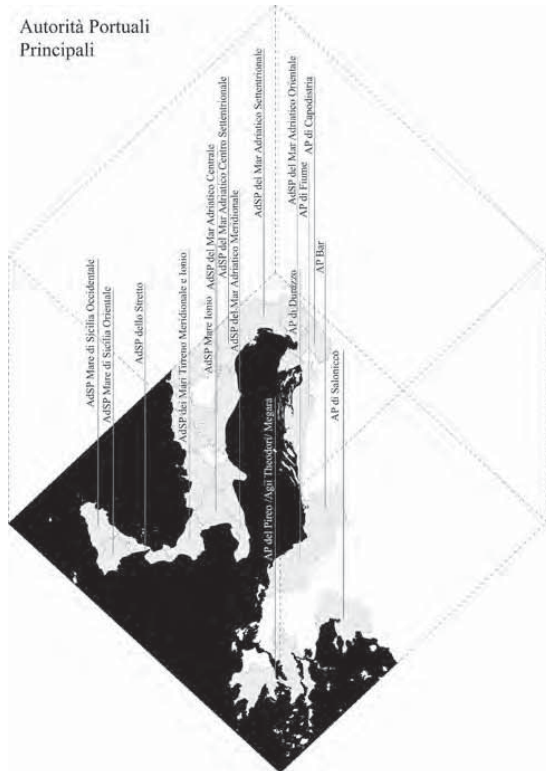 Autorità Portuali
Principali
AdSP Mare di Sicilia Occidentale
AdSP Mare di Sicilia Orientale
AdSP dello Stretto
AdSP dei Mari Tirreno Meridionale e Ionio
AdSP Mare Ionio
AdSP del Mar Adriatico Centrale
AdSP del Mar Adriatico Centro Settentrionale
AdSP del Mar Adriatico Meridionale
AdSP del Mar Adriatico Settentrionale
AP del Pireo /Agii Theodori/ Megara
AP di Durazzo
AdSP del Mar Adriatico Orientale
AP di Fiume
AP di Capodistria
AP Bar
AP di Salonicco